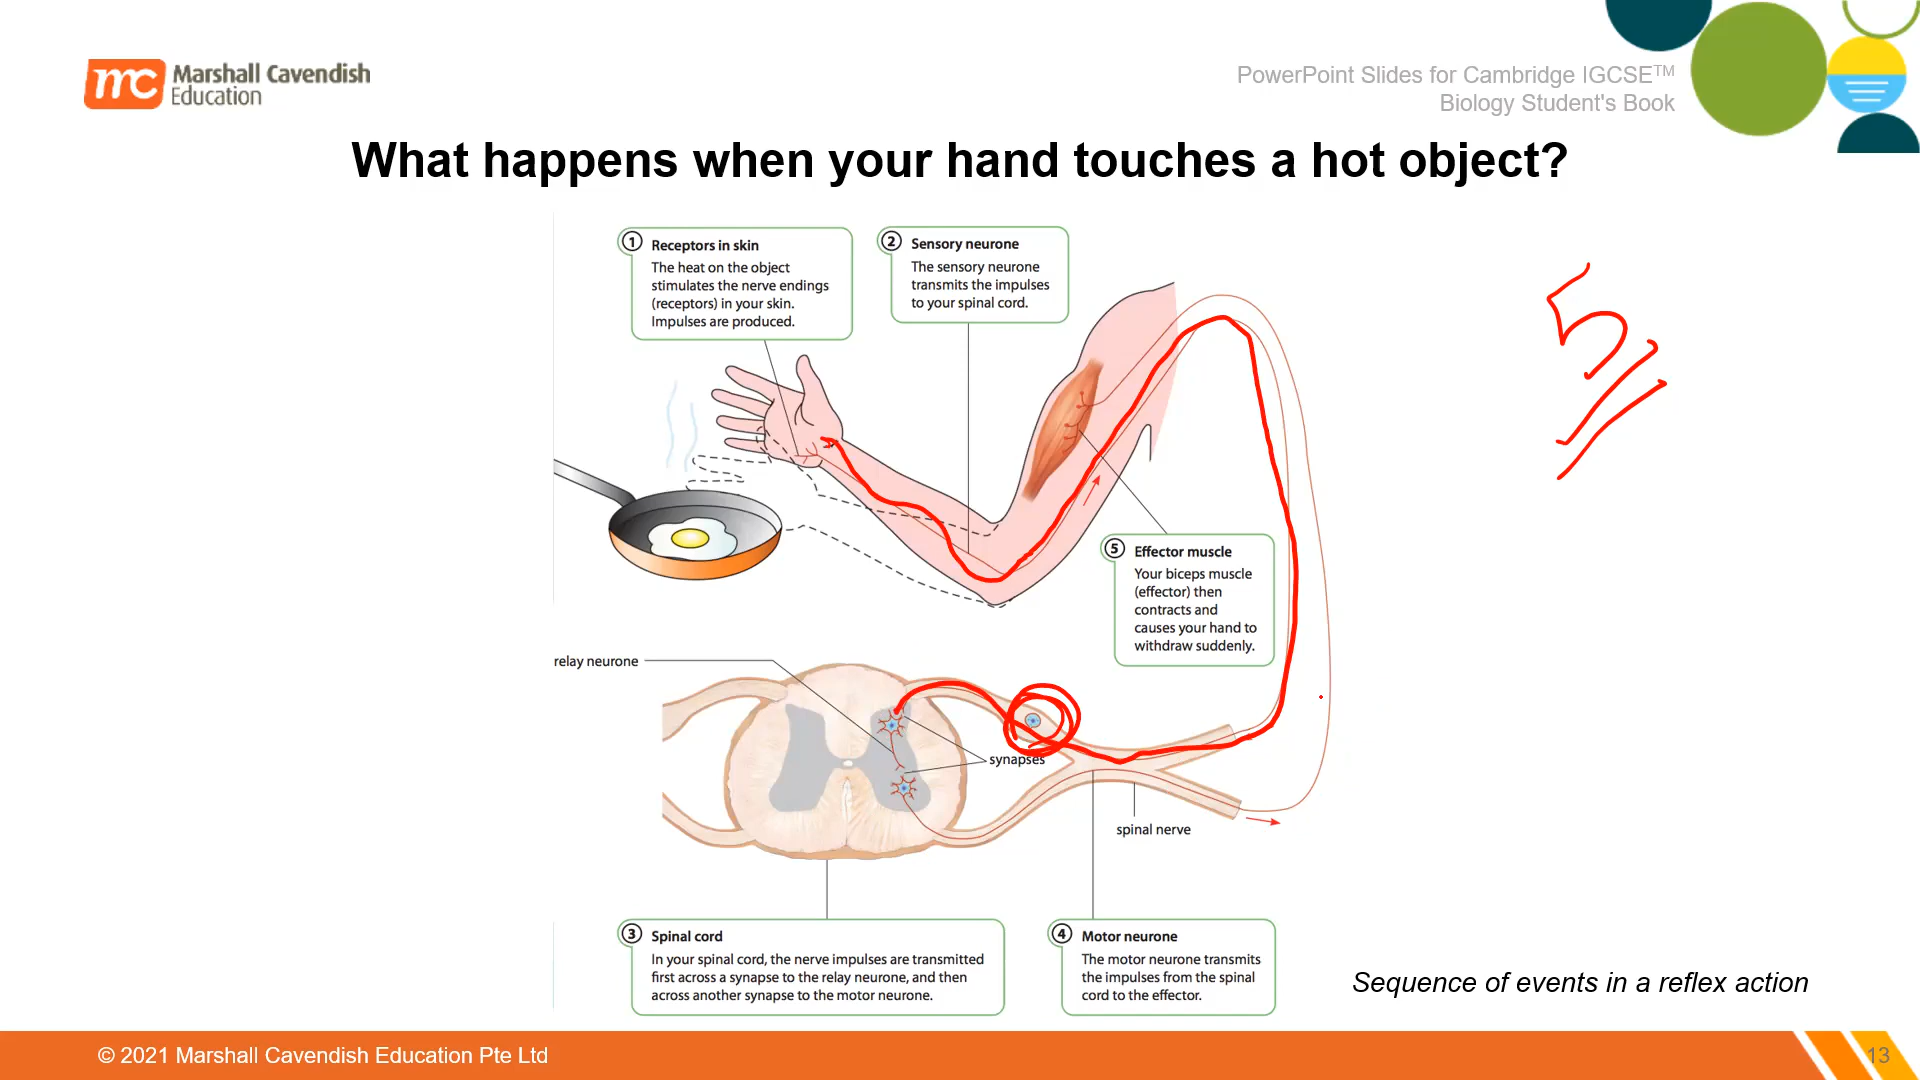 mc Marshall Cavendish
Education
PowerPoint Slides for Cambridge IGCSE™
Biology Student's Book
What happens when your hand touches a hot object?
1 Receptors in skin
The heat on the object
stimulates the nerve endings
(receptors) in your skin.
Impulses are produced.
2 Sensory neurone
The sensory neurone
transmits the impulses
to your spinal cord.
5 Effector muscle
Your biceps muscle
(effector) then
contracts and
causes your hand to
withdraw suddenly.
relay neurone
synapses
spinal nerve
3 Spinal cord
In your spinal cord, the nerve impulses are transmitted
first across a synapse to the relay neurone, and then
across another synapse to the motor neurone.
4 Motor neurone
The motor neurone transmits
the impulses from the spinal
cord to the effector.
Sequence of events in a reflex action
© 2021 Marshall Cavendish Education Pte Ltd
13